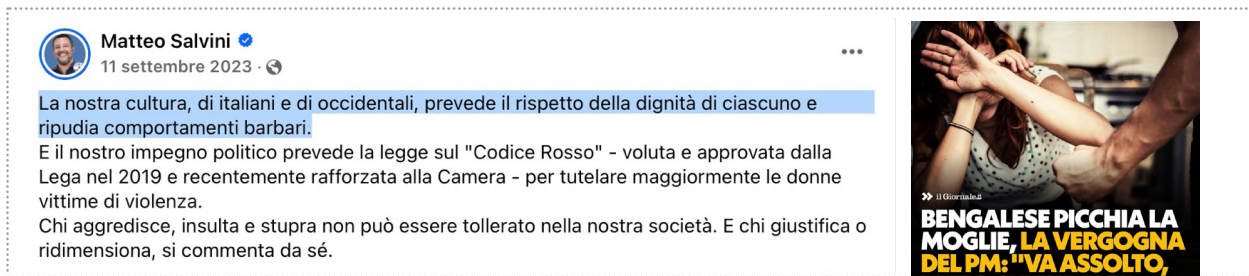 Matteo Salvini
11 settembre 2023 ·
La nostra cultura, di italiani e di occidentali, prevede il rispetto della dignità di ciascuno e
ripudia comportamenti barbari.
E il nostro impegno politico prevede la legge sul "Codice Rosso" - voluta e approvata dalla
Lega nel 2019 e recentemente rafforzata alla Camera - per tutelare maggiormente le donne
vittime di violenza.
Chi aggredisce, insulta e stupra non può essere tollerato nella nostra società. E chi giustifica o
ridimensiona, si commenta da sé.
il Giornale.it
BENGALESE PICCHIA LA
MOGLIE, LA VERGOGNA
DEL PM: "VA ASSOLTO,